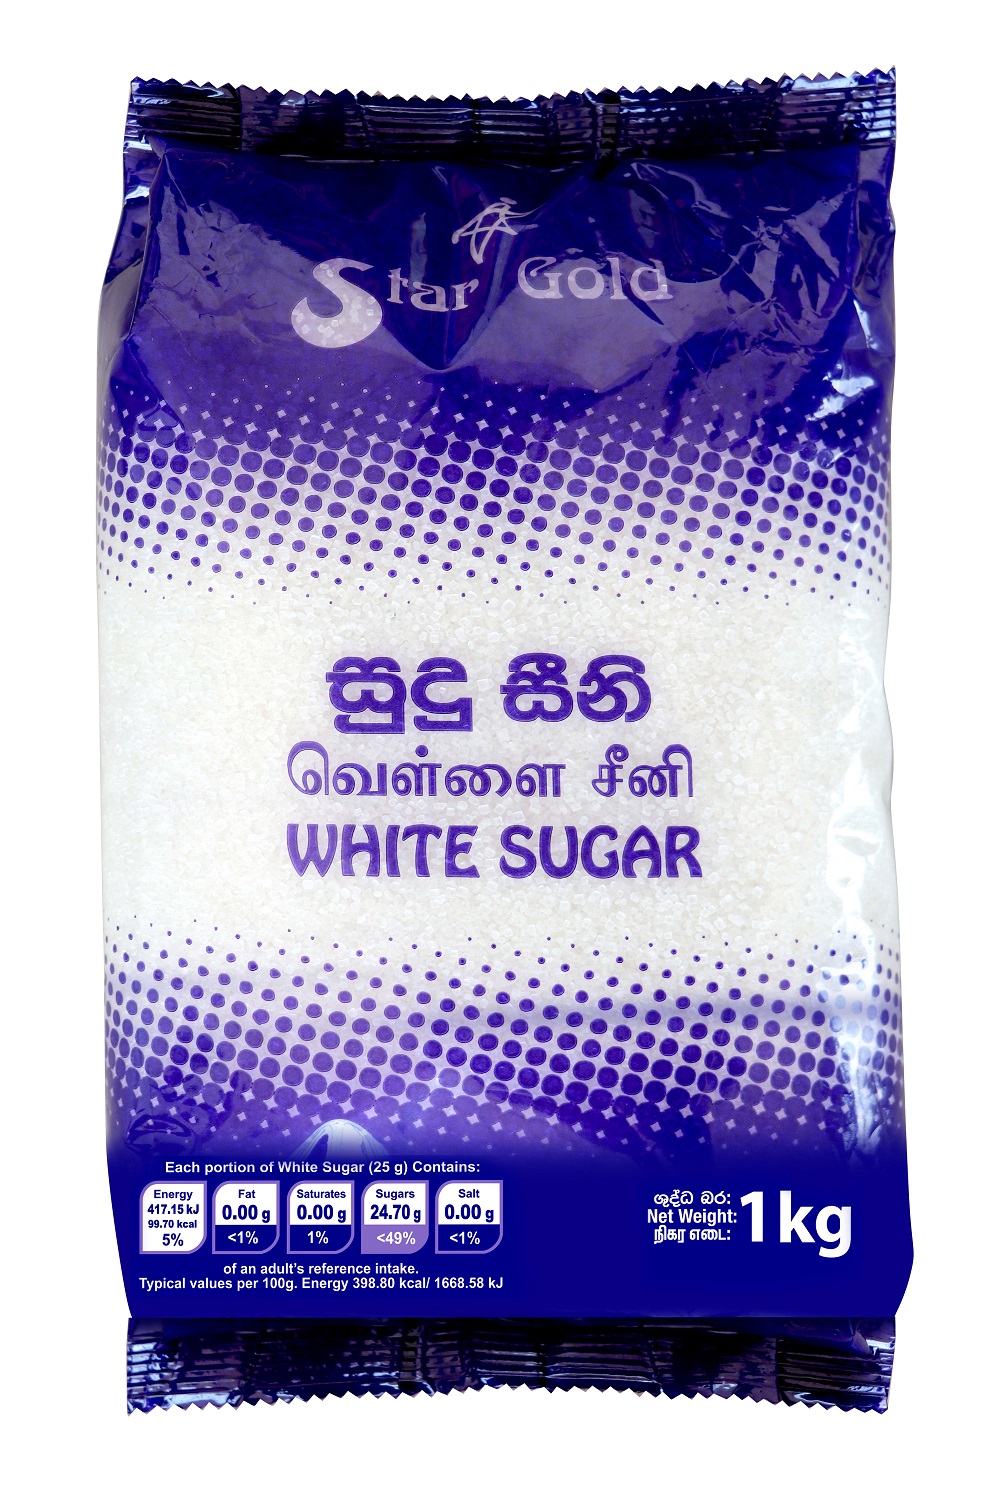 Star Gold
සුදු සීනි
வெள்ளை சீனி
WHITE SUGAR
Each portion of White Sugar (25 g) Contains:
Energy
417.15 kJ
99.70 kcal
5%
Fat
0.00 g
<1%
Saturates
0.00 g
1%
Sugars
24.70 g
<49%
Salt
0.00 g
<1%
of an adult's reference intake.
Typical values per 100g. Energy 398.80 kcal/ 1668.58 kJ
ශුද්ධ බර:
Net Weight:
நிகர எடை:
1 kg